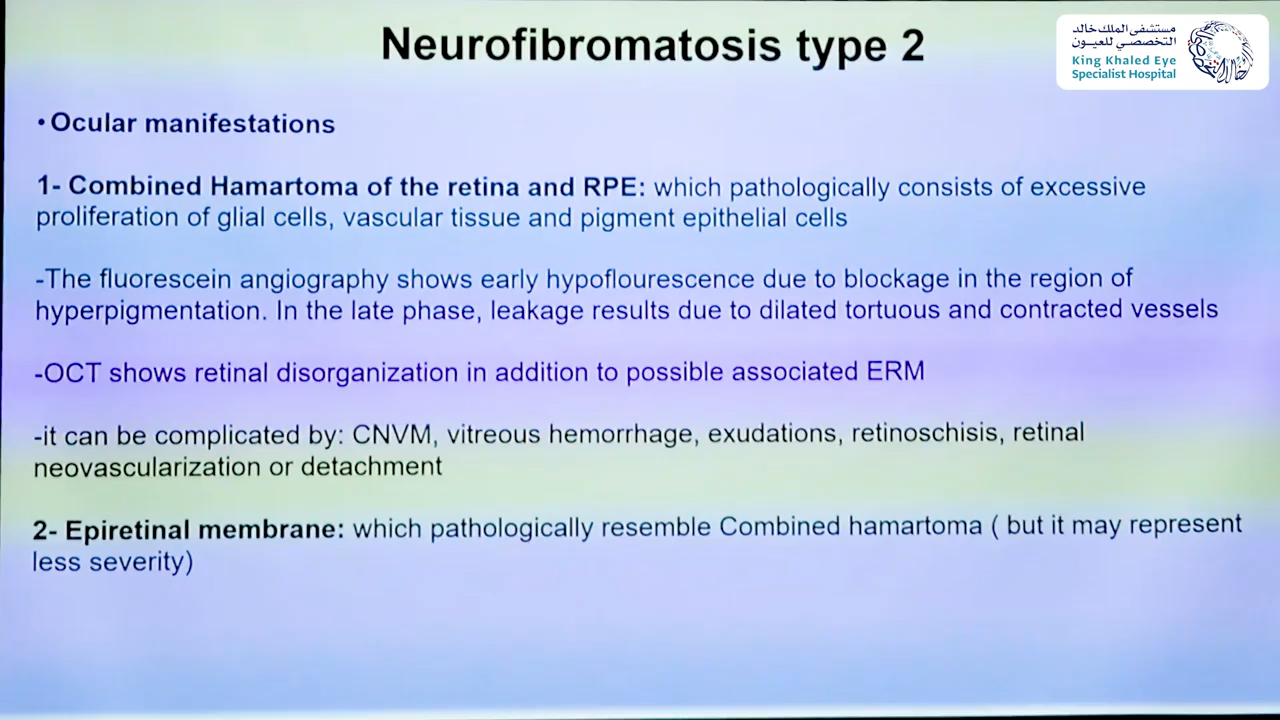 Neurofibromatosis type 2
مستشفى الملك خالد
التخصصي للعيون
King Khaled Eye
Specialist Hospital
•Ocular manifestations
1- Combined Hamartoma of the retina and RPE: which pathologically consists of excessive
proliferation of glial cells, vascular tissue and pigment epithelial cells
-The fluorescein angiography shows early hypoflourescence due to blockage in the region of
hyperpigmentation. In the late phase, leakage results due to dilated tortuous and contracted vessels
-OCT shows retinal disorganization in addition to possible associated ERM
-it can be complicated by: CNVM, vitreous hemorrhage, exudations, retinoschisis, retinal
neovascularization or detachment
2- Epiretinal membrane: which pathologically resemble Combined hamartoma ( but it may represent
less severity)